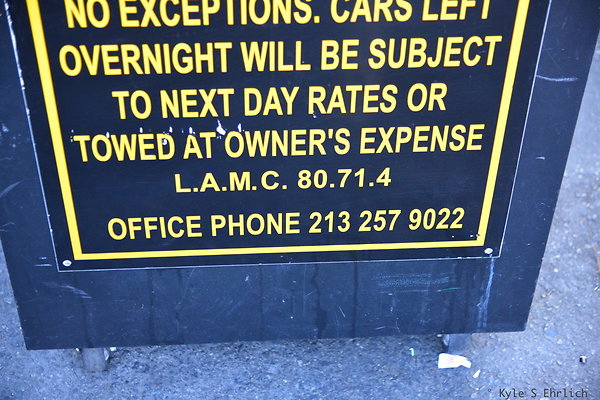 NO EXCEPTIONS. CARS LEFT
OVERNIGHT WILL BE SUBJECT
TO NEXT DAY RATES OR
TOWED AT OWNER'S EXPENSE
L.A.M.C. 80.71.4
OFFICE PHONE 213 257 9022
Kyle S Ehrlich